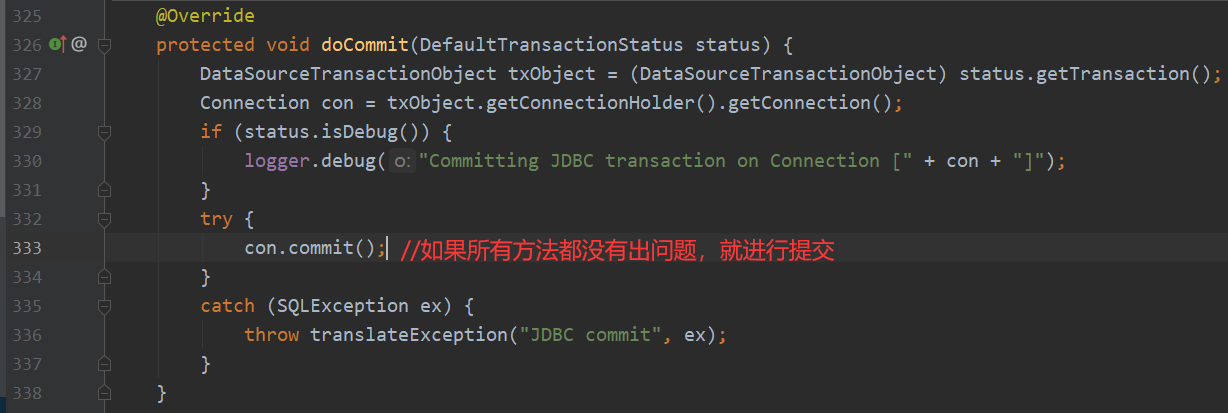 325 @Override
326 @ protected void doCommit(DefaultTransactionStatus status) {
327 DataSourceTransactionObject txObject = (DataSourceTransactionObject) status.getTransaction();
328 Connection con = txObject.getConnectionHolder().getConnection();
329 if (status.isDebug()) {
330 logger.debug( o: "Committing JDBC transaction on Connection [" + con + "]");
331 }
332 try {
333 con.commit(); //如果所有方法都没有出问题，就进行提交
334 }
335 catch (SQLException ex) {
336 throw translateException("JDBC commit", ex);
337 }
338 }